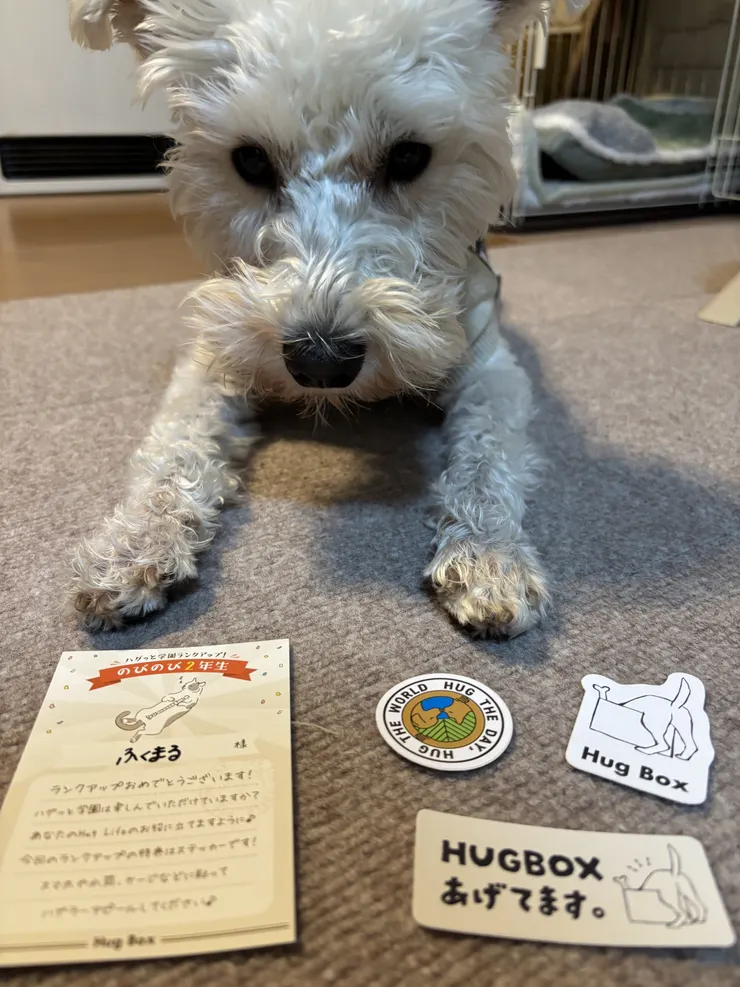 ハグっと学園ランクアップ!
のびのび2年生
ふくまる 様
ランクアップおめでとうございます!
ハグっと学園は楽しんでいただけていますか?
あなたのHot Lifeのお役に立てますように♪
今回のランクアップの特典はステッカーです!
スマホやお皿、ケージなどに貼って
ハグラーアピールしてください♪
Hug Box
HUG THE WORLD HUG THE DAY,
Hug Box
HUGBOX
あげてます。